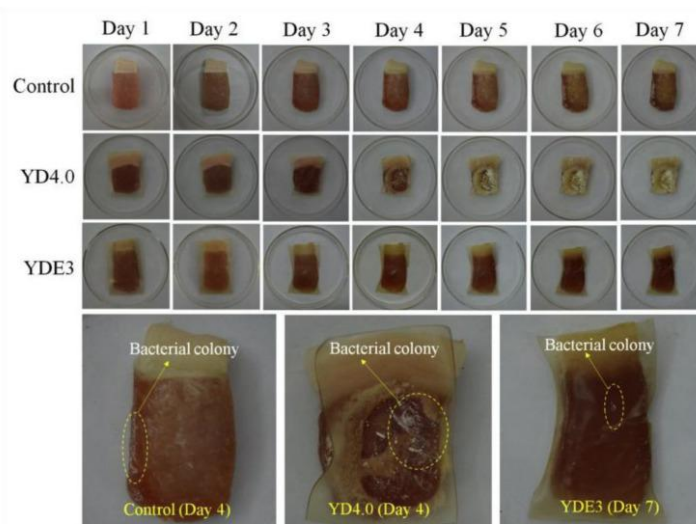 Day 1 Day 2 Day 3 Day 4 Day 5 Day 6 Day 7
Control
YD4.0
YDE3
Bacterial colony Bacterial colony Bacterial colony
Control (Day 4) YD4.0 (Day 4) YDE3 (Day 7)